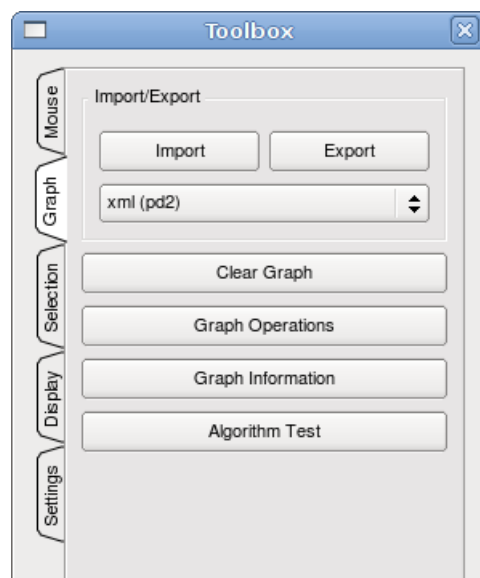 Toolbox
Mouse
Graph
Selection
Display
Settings
Import/Export
Import Export
xml (pd2)
Clear Graph
Graph Operations
Graph Information
Algorithm Test